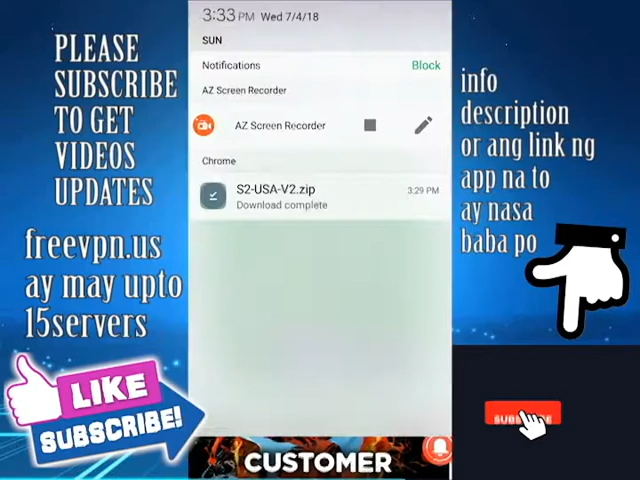 PLEASE
SUBSCRIBE
TO GET
VIDEOS
UPDATES
freevpn.us
ay may upto
15servers
LIKE
SUBSCRIBE!
3:33 PM Wed 7/4/18
SUN
Notifications Block
AZ Screen Recorder
AZ Screen Recorder
Chrome
S2-USA-V2.zip 3:29 PM
Download complete
CUSTOMER
info
description
or ang link ng
app na to
ay nasa
baba po